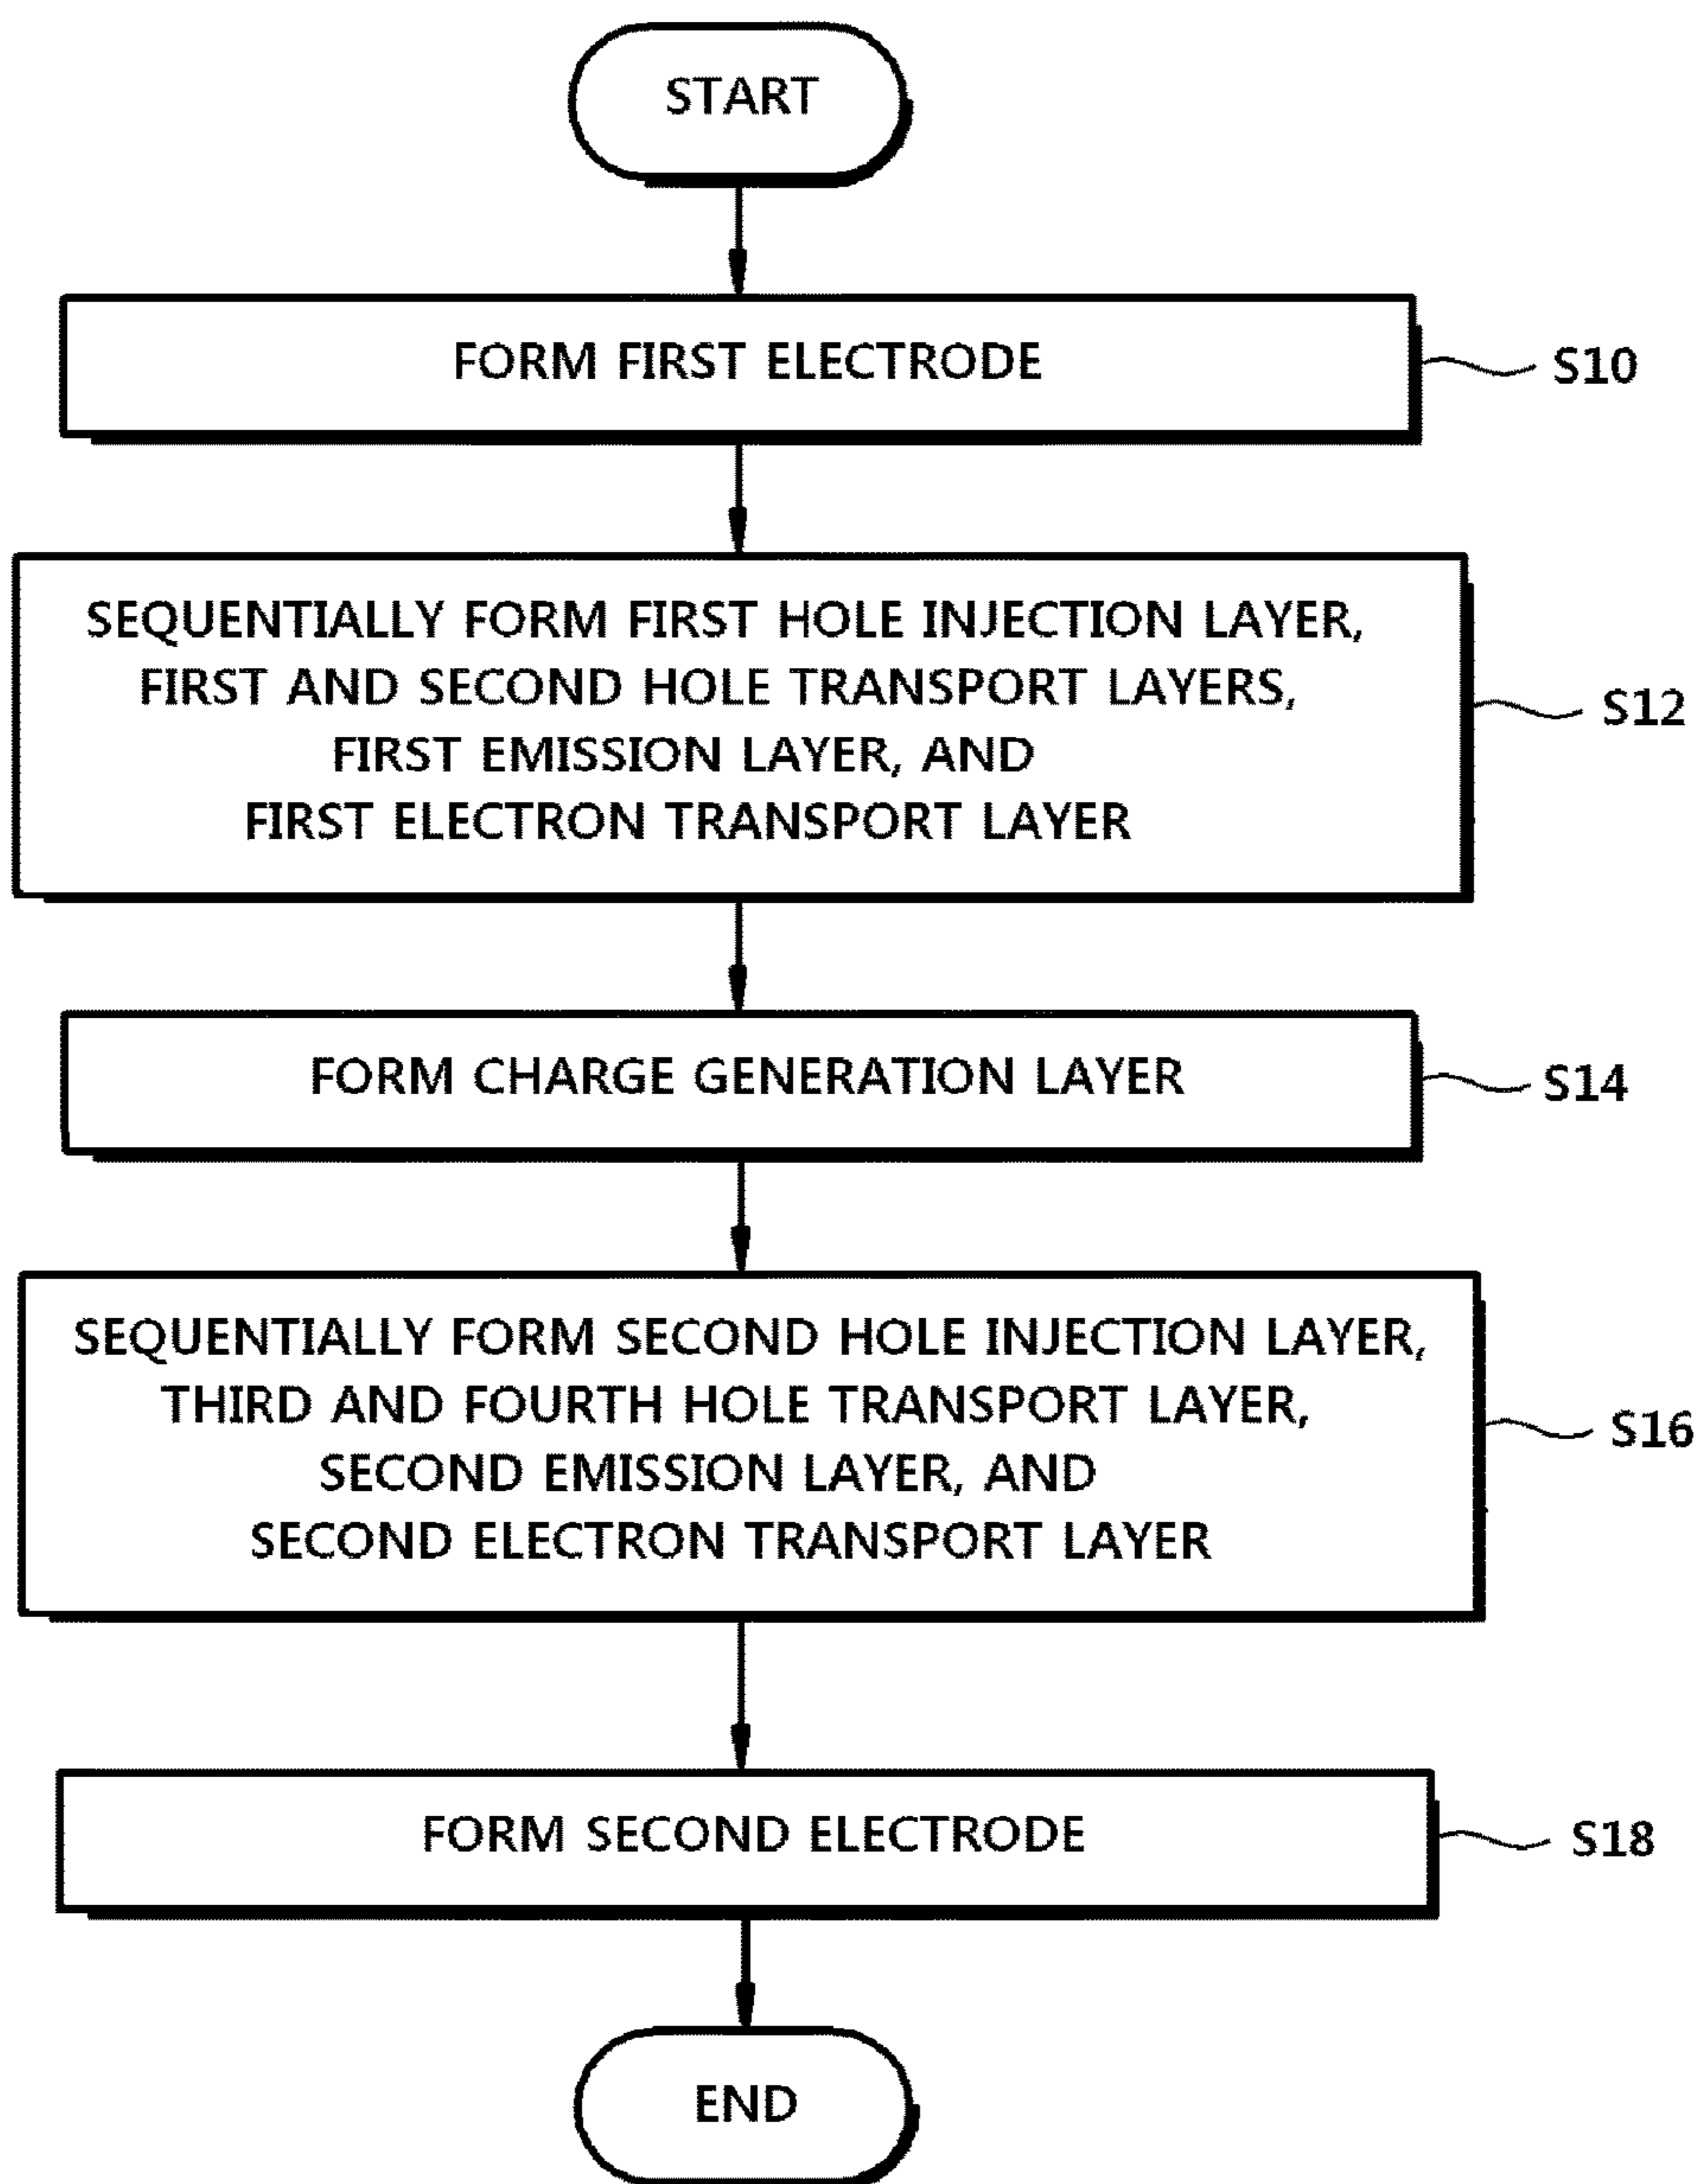 START
FORM FIRST ELECTRODE
S10
SEQUENTIALLY FORM FIRST HOLE INJECTION LAYER,
FIRST AND SECOND HOLE TRANSPORT LAYERS,
FIRST EMISSION LAYER, AND
FIRST ELECTRON TRANSPORT LAYER
S12
FORM CHARGE GENERATION LAYER
S14
SEQUENTIALLY FORM SECOND HOLE INJECTION LAYER,
THIRD AND FOURTH HOLE TRANSPORT LAYER,
SECOND EMISSION LAYER, AND
SECOND ELECTRON TRANSPORT LAYER
S16
FORM SECOND ELECTRODE
S18
END